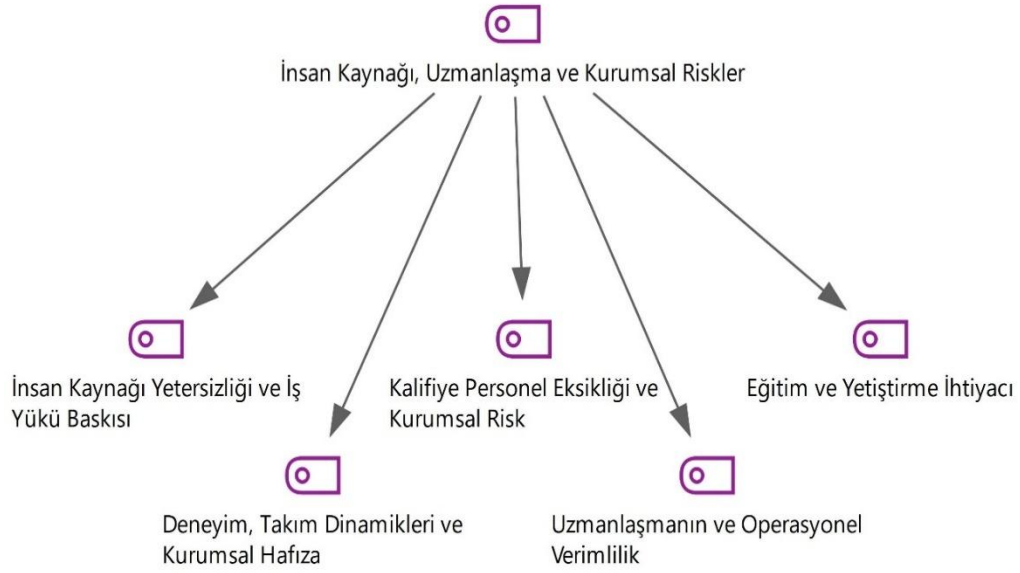 İnsan Kaynağı, Uzmanlaşma ve Kurumsal Riskler
İnsan Kaynağı Yetersizliği ve İş
Yükü Baskısı
Kalifiye Personel Eksikliği ve
Kurumsal Risk
Eğitim ve Yetiştirme İhtiyacı
Deneyim, Takım Dinamikleri ve
Kurumsal Hafıza
Uzmanlaşmanın ve Operasyonel
Verimlilik